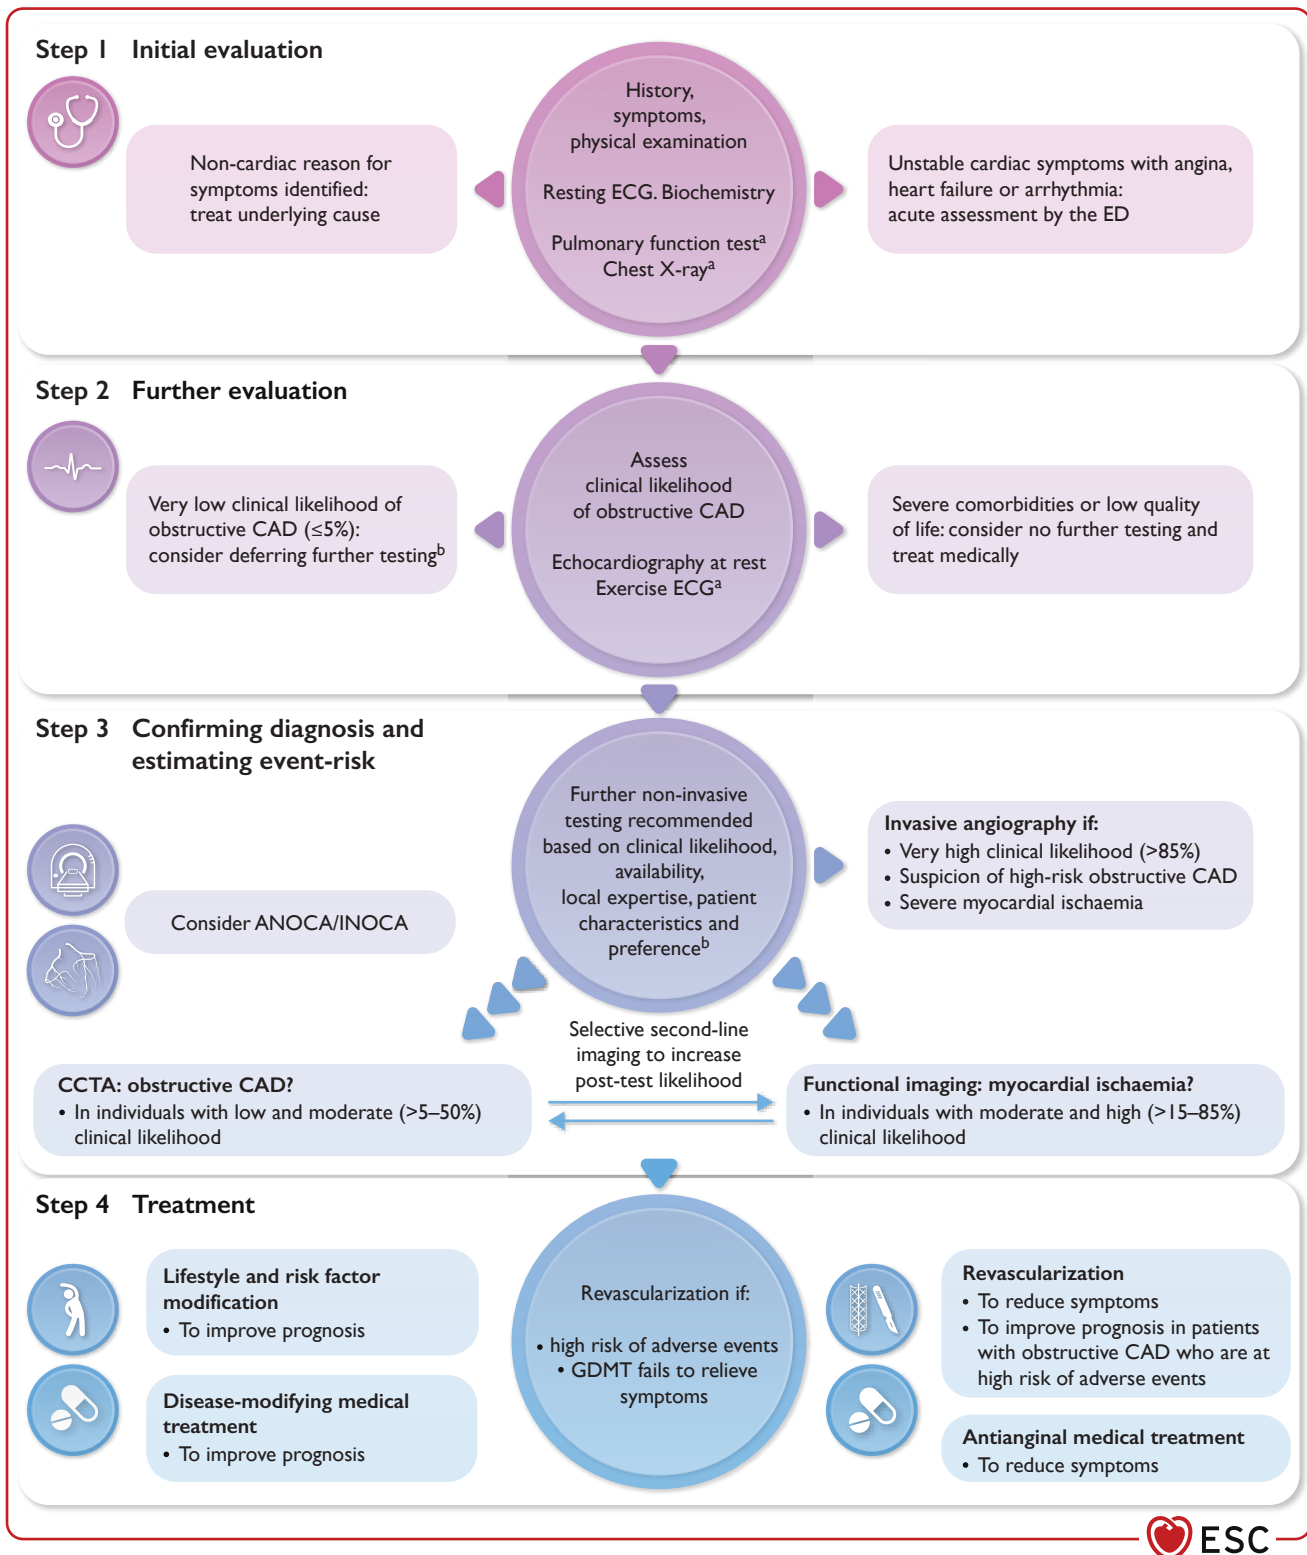 Step 1 Initial evaluation
History,
symptoms,
physical examination
Resting ECG. Biochemistry
Pulmonary function testᵃ
Chest X-rayᵃ
Non-cardiac reason for
symptoms identified:
treat underlying cause
Unstable cardiac symptoms with angina,
heart failure or arrhythmia:
acute assessment by the ED
Step 2 Further evaluation
Assess
clinical likelihood
of obstructive CAD
Echocardiography at rest
Exercise ECGᵃ
Very low clinical likelihood of
obstructive CAD (≤5%):
consider deferring further testingᵇ
Severe comorbidities or low quality
of life: consider no further testing and
treat medically
Step 3 Confirming diagnosis and
estimating event-risk
Further non-invasive
testing recommended
based on clinical likelihood,
availability,
local expertise, patient
characteristics and
preferenceᵇ
Consider ANOCA/INOCA
Invasive angiography if:
• Very high clinical likelihood (>85%)
• Suspicion of high-risk obstructive CAD
• Severe myocardial ischaemia
Selective second-line
imaging to increase
post-test likelihood
CCTA: obstructive CAD?
• In individuals with low and moderate (>5–50%)
clinical likelihood
Functional imaging: myocardial ischaemia?
• In individuals with moderate and high (>15–85%)
clinical likelihood
Step 4 Treatment
Lifestyle and risk factor
modification
• To improve prognosis
Disease-modifying medical
treatment
• To improve prognosis
Revascularization if:
• high risk of adverse events
• GDMT fails to relieve
symptoms
Revascularization
• To reduce symptoms
• To improve prognosis in patients
with obstructive CAD who are at
high risk of adverse events
Antianginal medical treatment
• To reduce symptoms
ESC